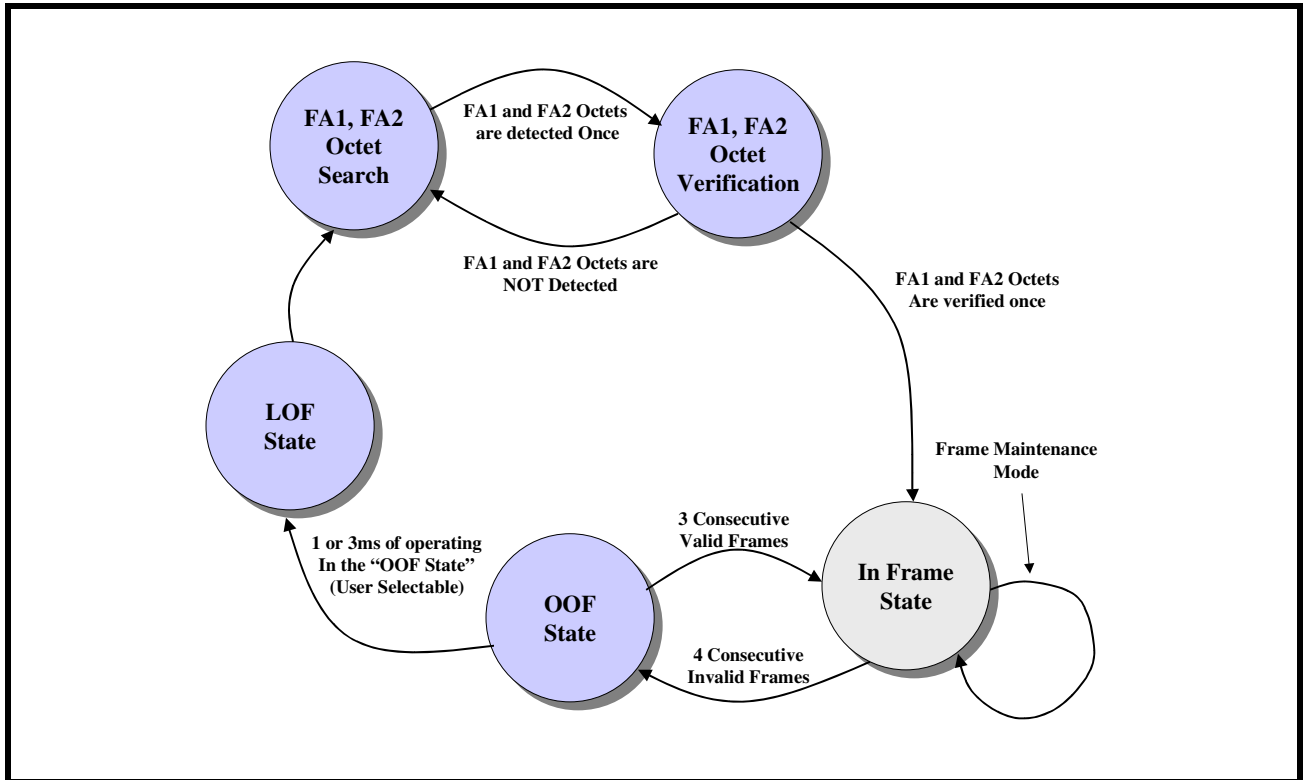 FA1, FA2
Octet
Search
FA1 and FA2 Octets
are detected Once
FA1, FA2
Octet
Verification
FA1 and FA2 Octets are
NOT Detected
FA1 and FA2 Octets
Are verified once
LOF
State
Frame Maintenance
Mode
1 or 3ms of operating
In the “OOF State”
(User Selectable)
3 Consecutive
Valid Frames
In Frame
State
OOF
State
4 Consecutive
Invalid Frames